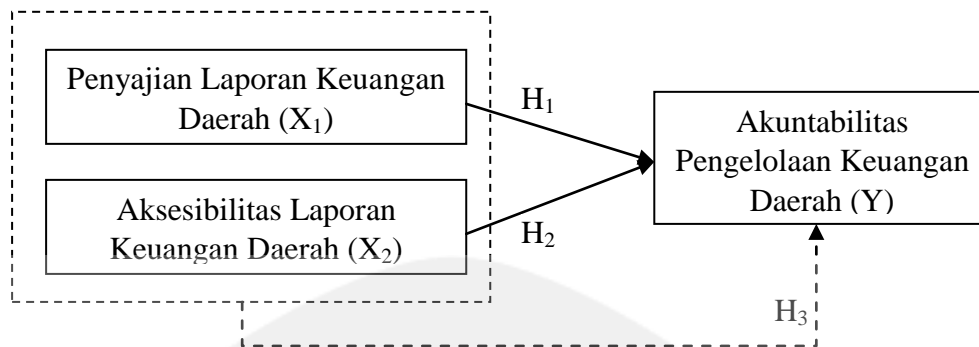 Penyajian Laporan Keuangan
Daerah (X₁)
H₁
Akuntabilitas
Pengelolaan Keuangan
Daerah (Y)
Aksesibilitas Laporan
Keuangan Daerah (X₂)
H₂
H₃